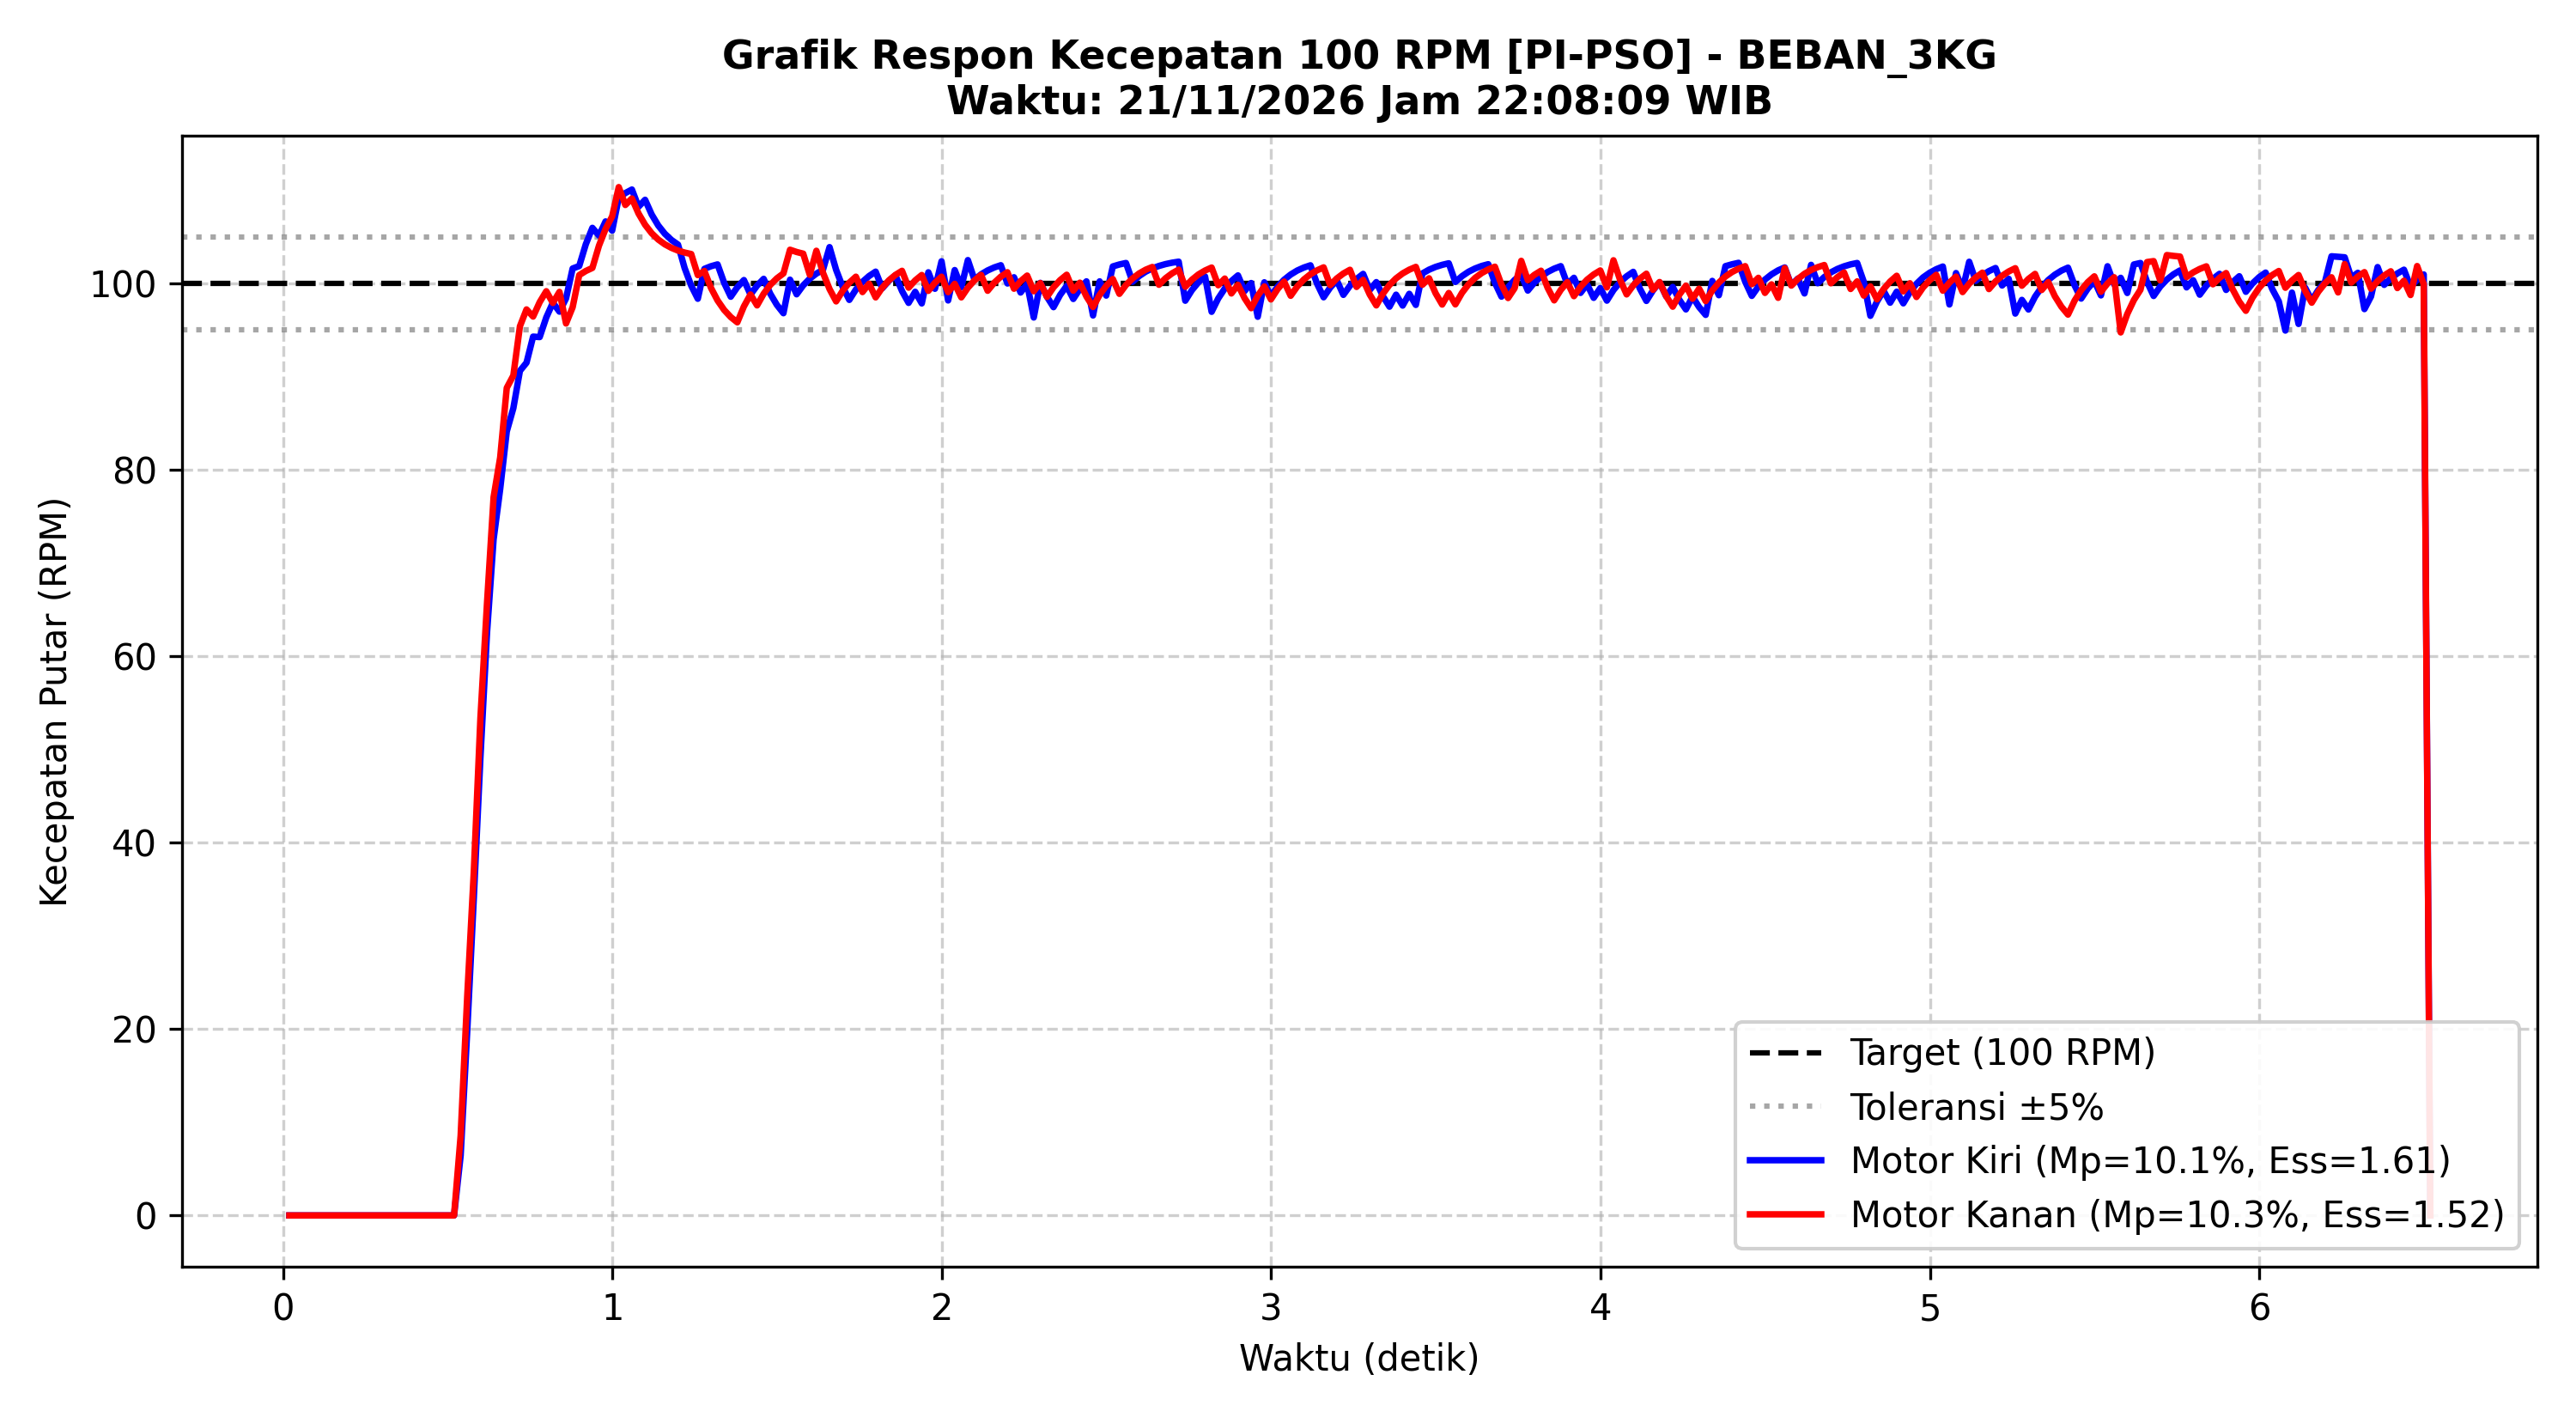 Grafik Respon Kecepatan 100 RPM [PI-PSO] - BEBAN_3KG
Waktu: 21/11/2026 Jam 22:08:09 WIB
Kecepatan Putar (RPM)
100
80
60
40
20
0
Target (100 RPM)
Toleransi ±5%
Motor Kiri (Mp=10.1%, Ess=1.61)
Motor Kanan (Mp=10.3%, Ess=1.52)
0 1 2 3 4 5 6
Waktu (detik)